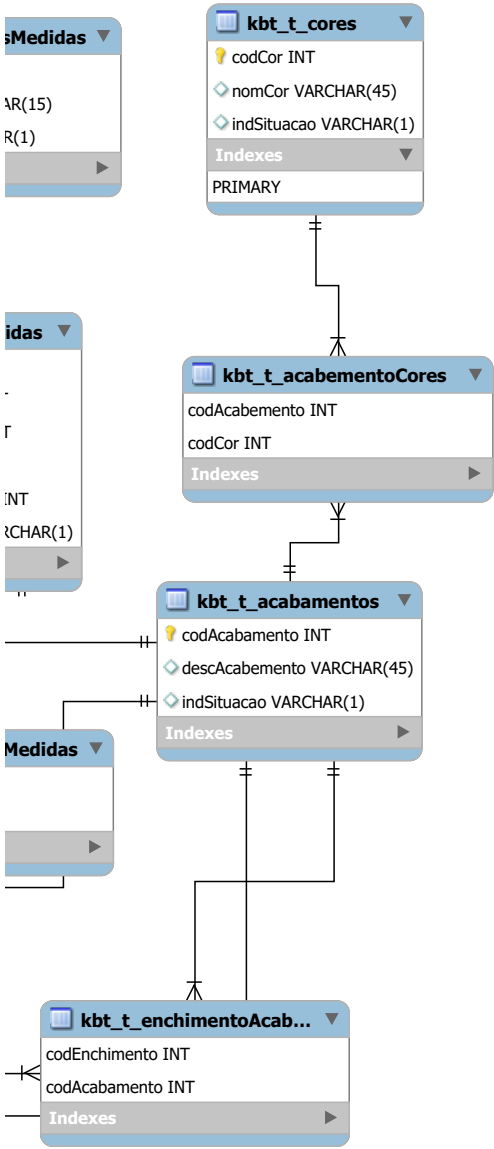 sMedidas
AR(15)
R(1)
kbt_t_cores
codCor INT
nomCor VARCHAR(45)
indSituacao VARCHAR(1)
Indexes
PRIMARY
idas
T
INT
RCHAR(1)
kbt_t_acabementoCores
codAcabemento INT
codCor INT
Indexes
kbt_t_acabamentos
codAcabamento INT
descAcabemento VARCHAR(45)
indSituacao VARCHAR(1)
Indexes
Medidas
kbt_t_enchimentoAcab...
codEnchimento INT
codAcabamento INT
Indexes